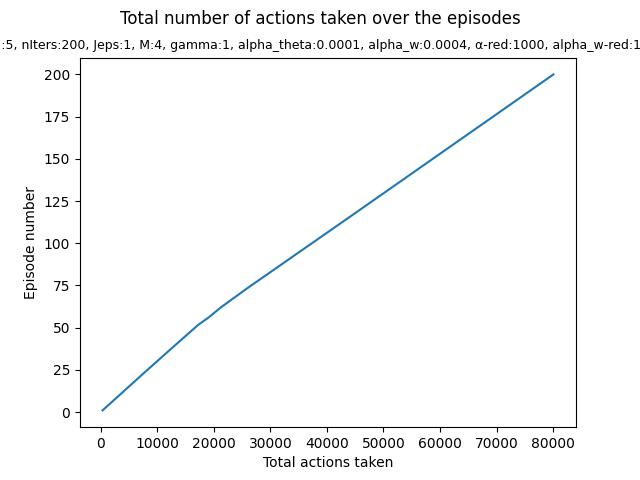 Total number of actions taken over the episodes
:5, nIters:200, Jeps:1, M:4, gamma:1, alpha_theta:0.0001, alpha_w:0.0004, α-red:1000, alpha_w-red:1
200
175
150
125
100
75
50
25
0
Episode number
0 10000 20000 30000 40000 50000 60000 70000 80000
Total actions taken